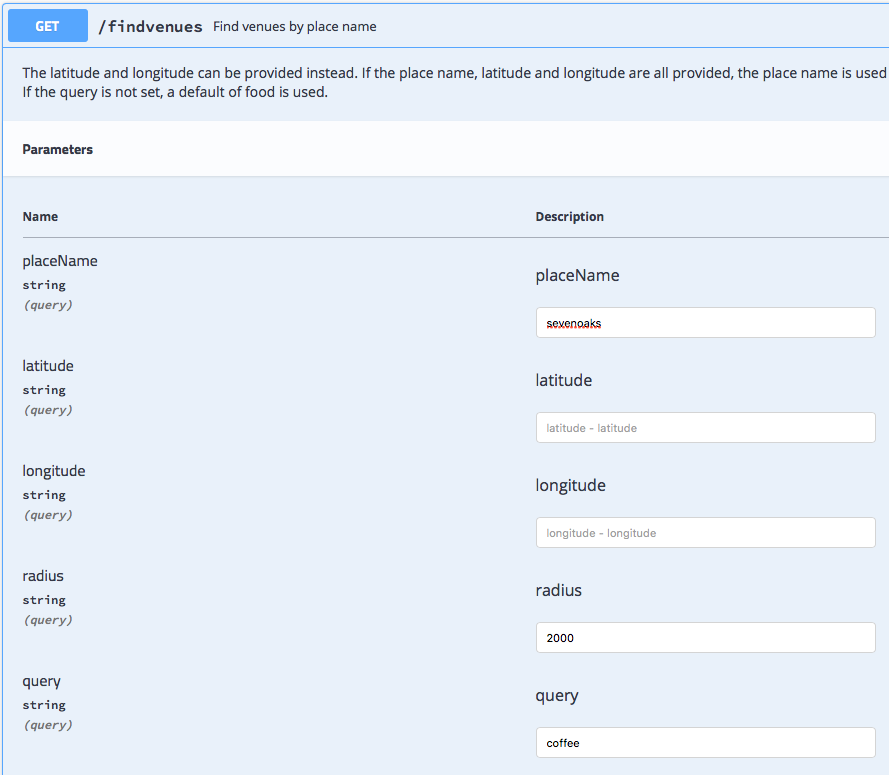 GET /findvenues Find venues by place name
The latitude and longitude can be provided instead. If the place name, latitude and longitude are all provided, the place name is used
If the query is not set, a default of food is used.
Parameters
Name Description
placeName
string
(query)
placeName
sevenoaks
latitude
string
(query)
latitude
latitude - latitude
longitude
string
(query)
longitude
longitude - longitude
radius
string
(query)
radius
2000
query
string
(query)
query
coffee